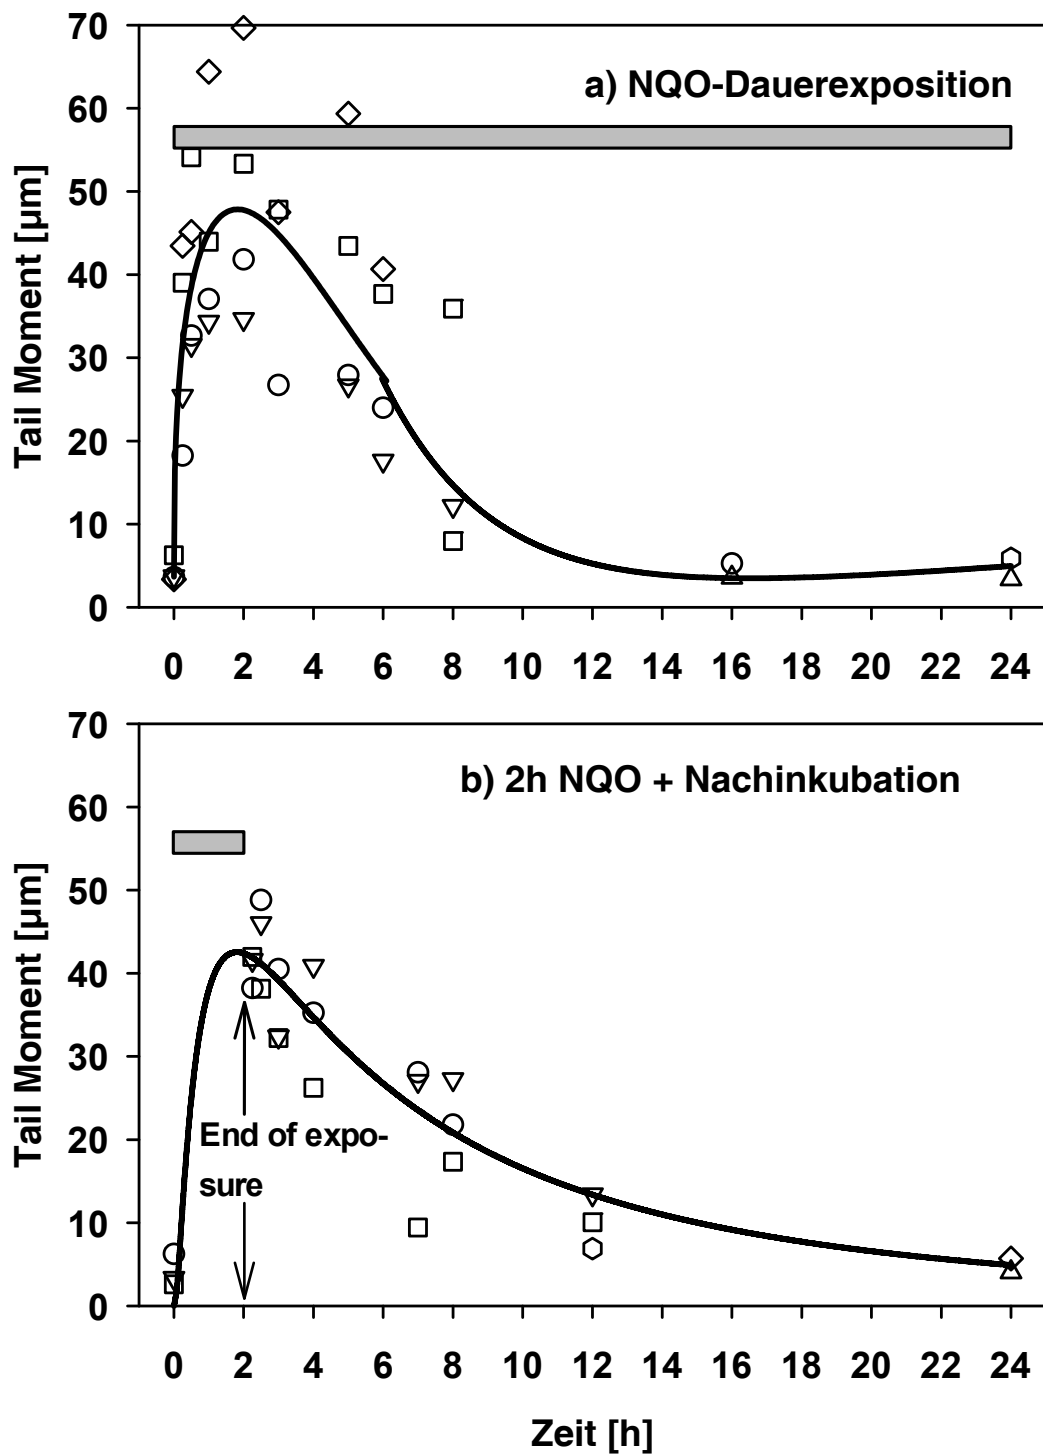 a) NQO-Dauerexposition
Tail Moment [µm]
70
60
50
40
30
20
10
0
0 2 4 6 8 10 12 14 16 18 20 22 24
b) 2h NQO + Nachinkubation
Tail Moment [µm]
70
60
50
40
30
20
10
0
End of expo-
sure
0 2 4 6 8 10 12 14 16 18 20 22 24
Zeit [h]